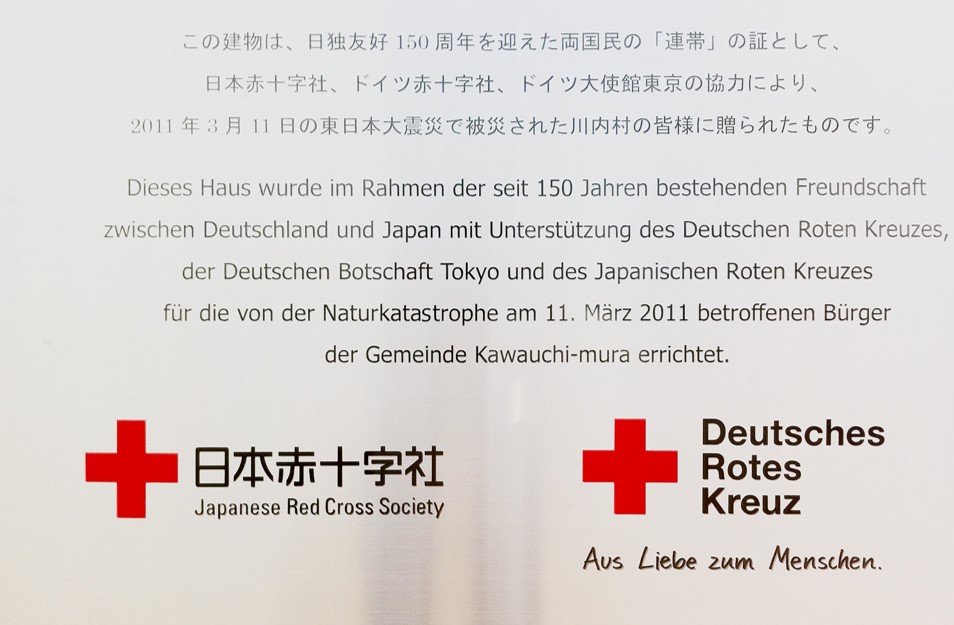 この建物は、日独友好 150 周年を迎えた両国民の「連帯」の証として、
日本赤十字社、ドイツ赤十字社、ドイツ大使館東京の協力により、
2011 年 3 月 11 日の東日本大震災で被災された川内村の皆様に贈られたものです。
Dieses Haus wurde im Rahmen der seit 150 Jahren bestehenden Freundschaft
zwischen Deutschland und Japan mit Unterstützung des Deutschen Roten Kreuzes,
der Deutschen Botschaft Tokyo und des Japanischen Roten Kreuzes
für die von der Naturkatastrophe am 11. März 2011 betroffenen Bürger
der Gemeinde Kawauchi-mura errichtet.
日本赤十字社
Japanese Red Cross Society
Deutsches
Rotes
Kreuz
Aus Liebe zum Menschen.